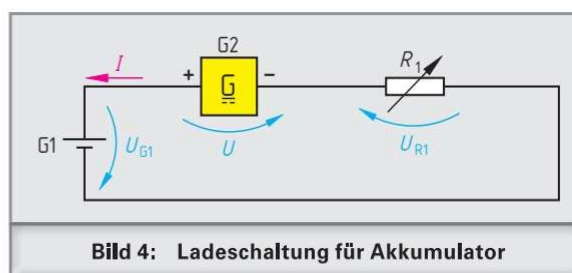 G2
I
+ −
R1
G
G1
UG1
U
UR1
Bild 4: Ladeschaltung für Akkumulator